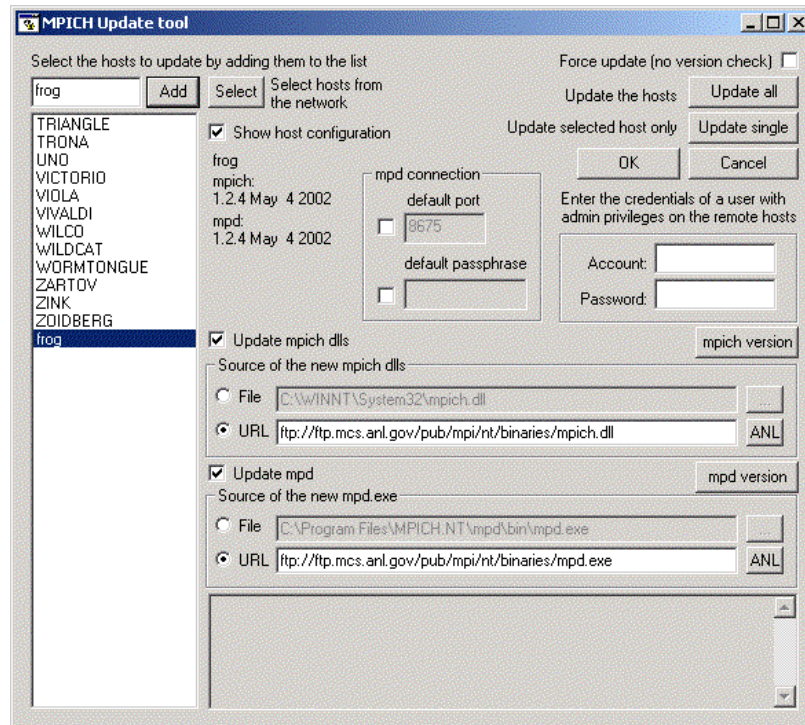 MPICH Update tool
Select the hosts to update by adding them to the list
Force update (no version check)
frog
Add
Select
Select hosts from
the network
Update the hosts
Update all
TRIANGLE
TRONA
UNO
VICTORIO
VIOLA
VIVALDI
WILCO
WILDCAT
WORMTONGUE
ZARTOV
ZINK
ZOIDBERG
frog
Show host configuration
Update selected host only
Update single
OK
Cancel
frog
mpich:
1.2.4 May 4 2002
mpd:
1.2.4 May 4 2002
mpd connection
default port
8675
default passphrase
Enter the credentials of a user with
admin privileges on the remote hosts
Account:
Password:
Update mpich dlls
mpich version
Source of the new mpich dlls
File
C:\WINNT\System32\mpich.dll
...
URL
ftp://ftp.mcs.anl.gov/pub/mpi/nt/binaries/mpich.dll
ANL
Update mpd
mpd version
Source of the new mpd.exe
File
C:\Program Files\MPICH.NT\mpd\bin\mpd.exe
...
URL
ftp://ftp.mcs.anl.gov/pub/mpi/nt/binaries/mpd.exe
ANL